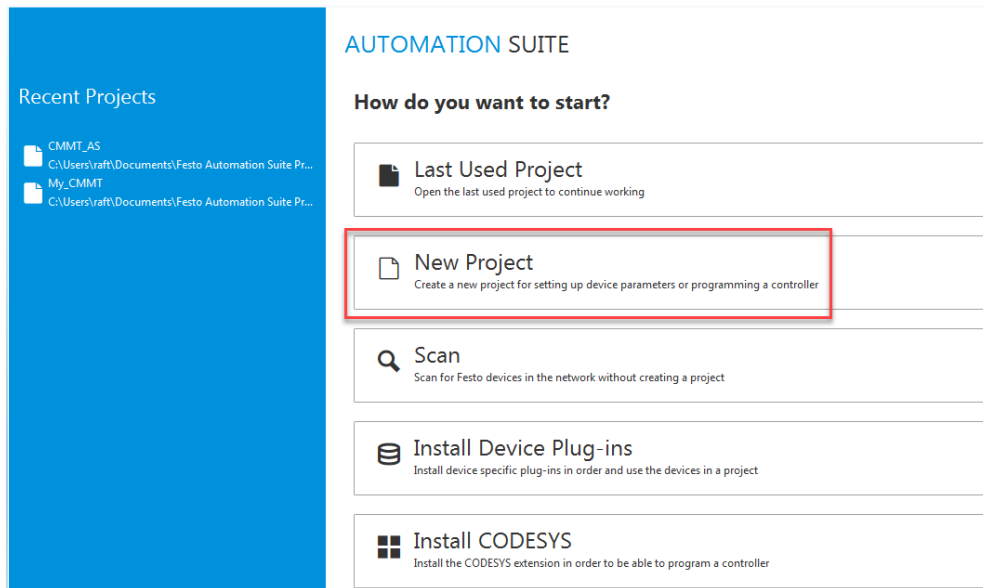 Recent Projects
CMMT_AS
C:\Users\raft\Documents\Festo Automation Suite Pr...
My_CMMT
C:\Users\raft\Documents\Festo Automation Suite Pr...
AUTOMATION SUITE
How do you want to start?
Last Used Project
Open the last used project to continue working
New Project
Create a new project for setting up device parameters or programming a controller
Scan
Scan for Festo devices in the network without creating a project
Install Device Plug-ins
Install device specific plug-ins in order and use the devices in a project
Install CODESYS
Install the CODESYS extension in order to be able to program a controller